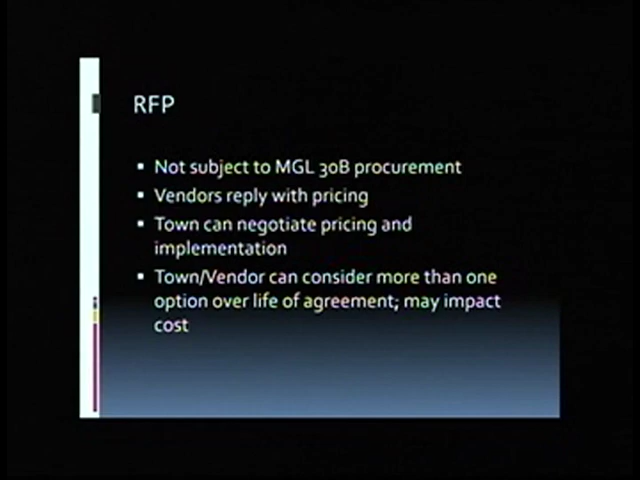 RFP
▪ Not subject to MGL 30B procurement
▪ Vendors reply with pricing
▪ Town can negotiate pricing and
implementation
▪ Town/Vendor can consider more than one
option over life of agreement; may impact
cost